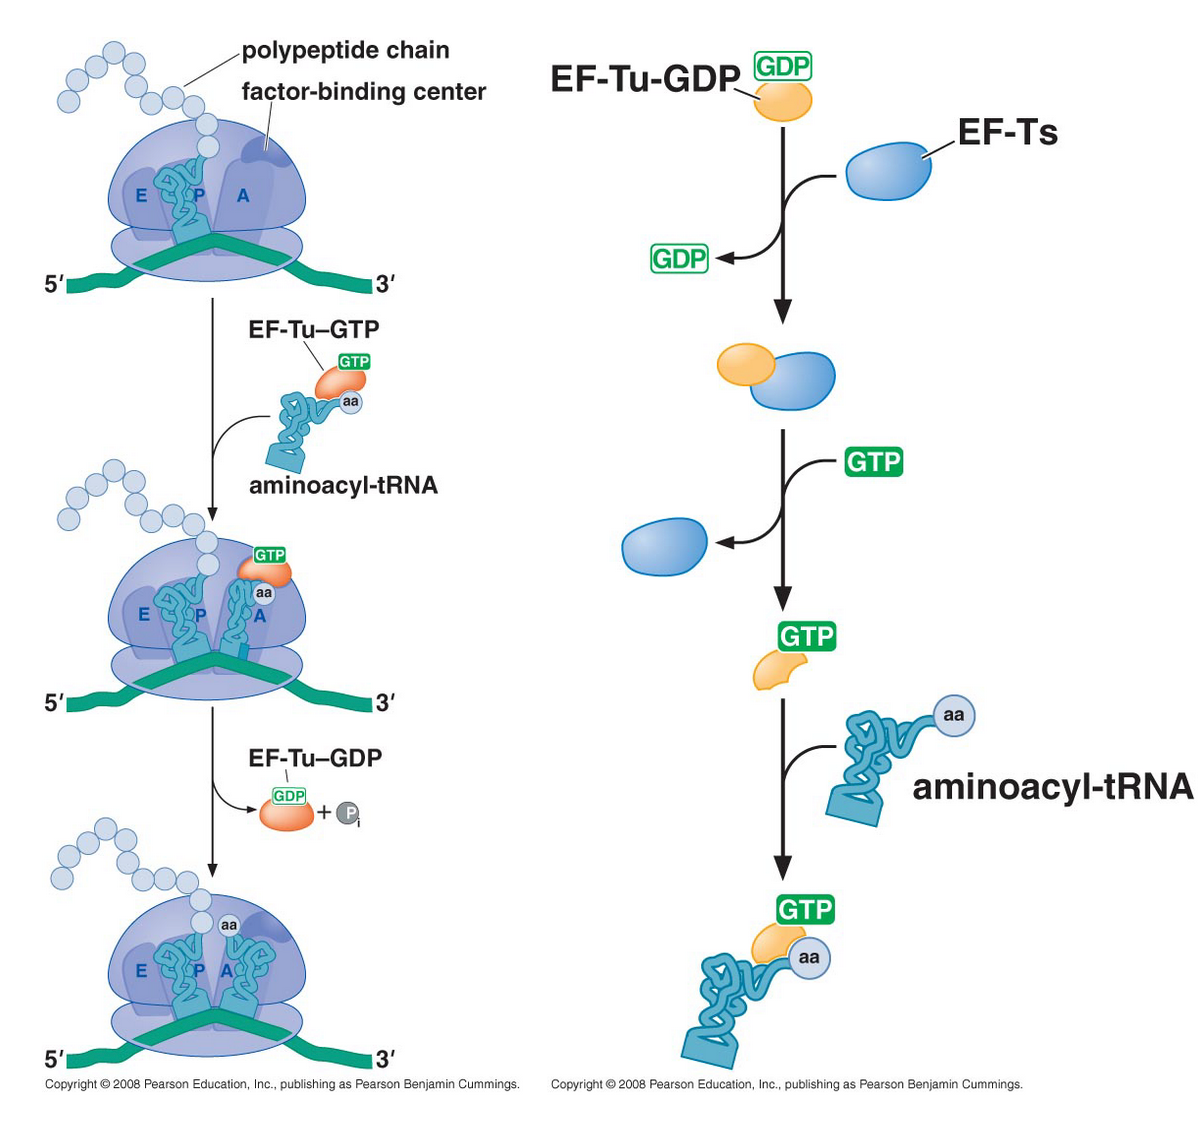 polypeptide chain
factor-binding center
E P A
5′ 3′
EF-Tu–GTP
GTP
aa
aminoacyl-tRNA
GTP
aa
E P A
5′ 3′
EF-Tu–GDP
GDP
+ Pi
aa
E P A
5′ 3′
Copyright © 2008 Pearson Education, Inc., publishing as Pearson Benjamin Cummings.
GDP
EF-Tu-GDP
EF-Ts
GDP
GTP
GTP
aa
aminoacyl-tRNA
GTP
aa
Copyright © 2008 Pearson Education, Inc., publishing as Pearson Benjamin Cummings.